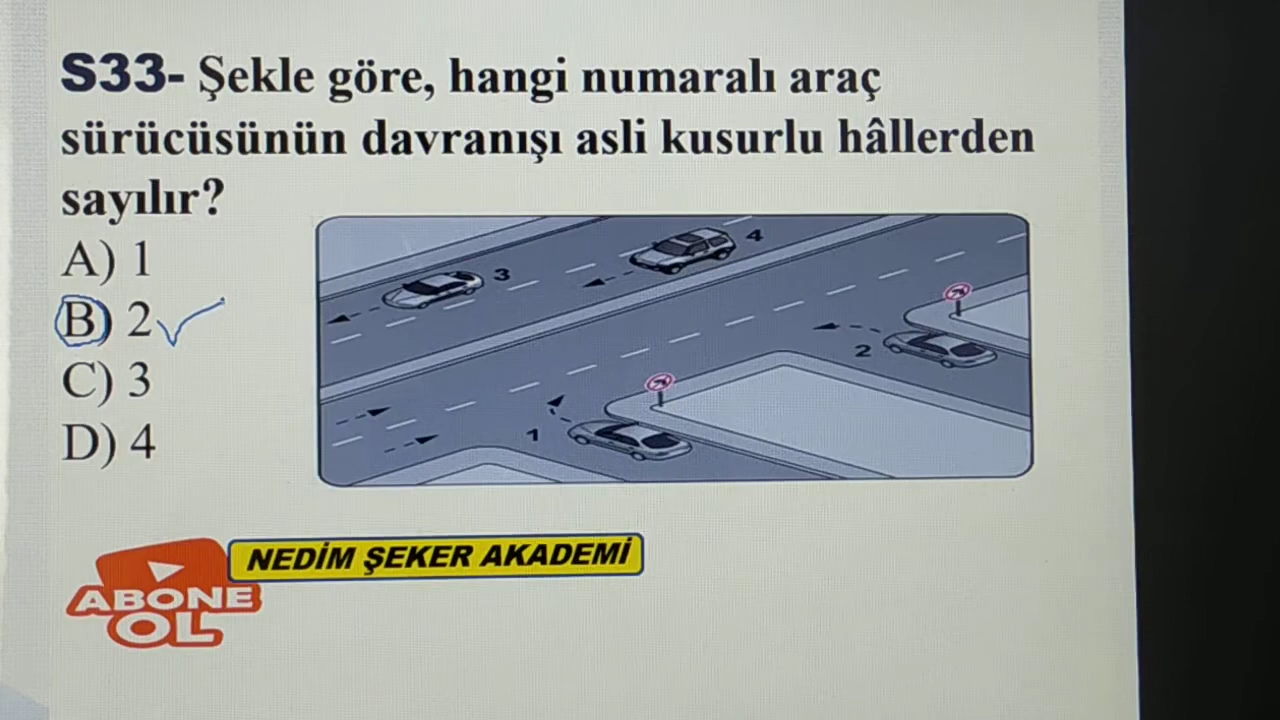 S33- Şekle göre, hangi numaralı araç
sürücüsünün davranışı asli kusurlu hâllerden
sayılır?
A) 1
B) 2
C) 3
D) 4
3
4
2
1
NEDİM ŞEKER AKADEMİ
ABONE
OL